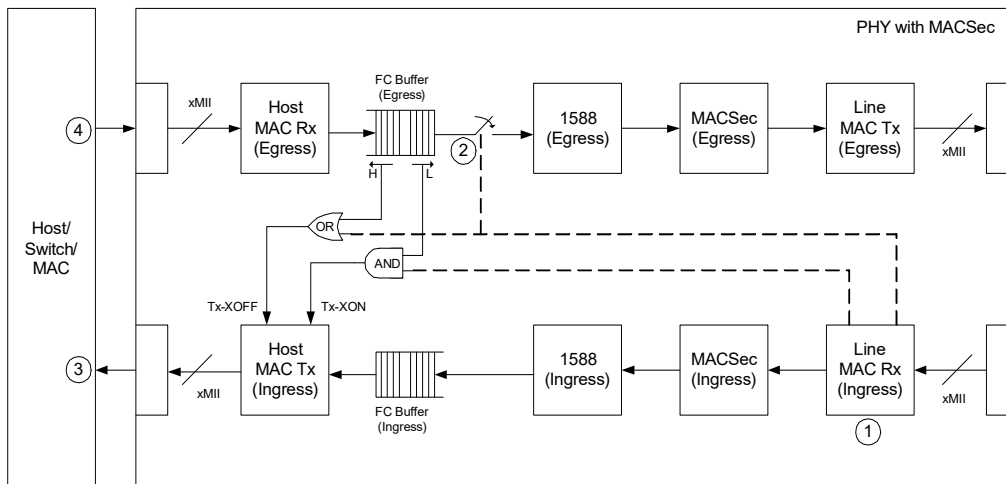 PHY with MACSec
FC Buffer
(Egress)
xMII
Host
MAC Rx
(Egress)
4
2
1588
(Egress)
MACSec
(Egress)
Line
MAC Tx
(Egress)
xMII
H
L
OR
AND
Host/
Switch/
MAC
Tx-XOFF
Tx-XON
3
xMII
Host
MAC Tx
(Ingress)
FC Buffer
(Ingress)
1588
(Ingress)
MACSec
(Ingress)
Line
MAC Rx
(Ingress)
xMII
1